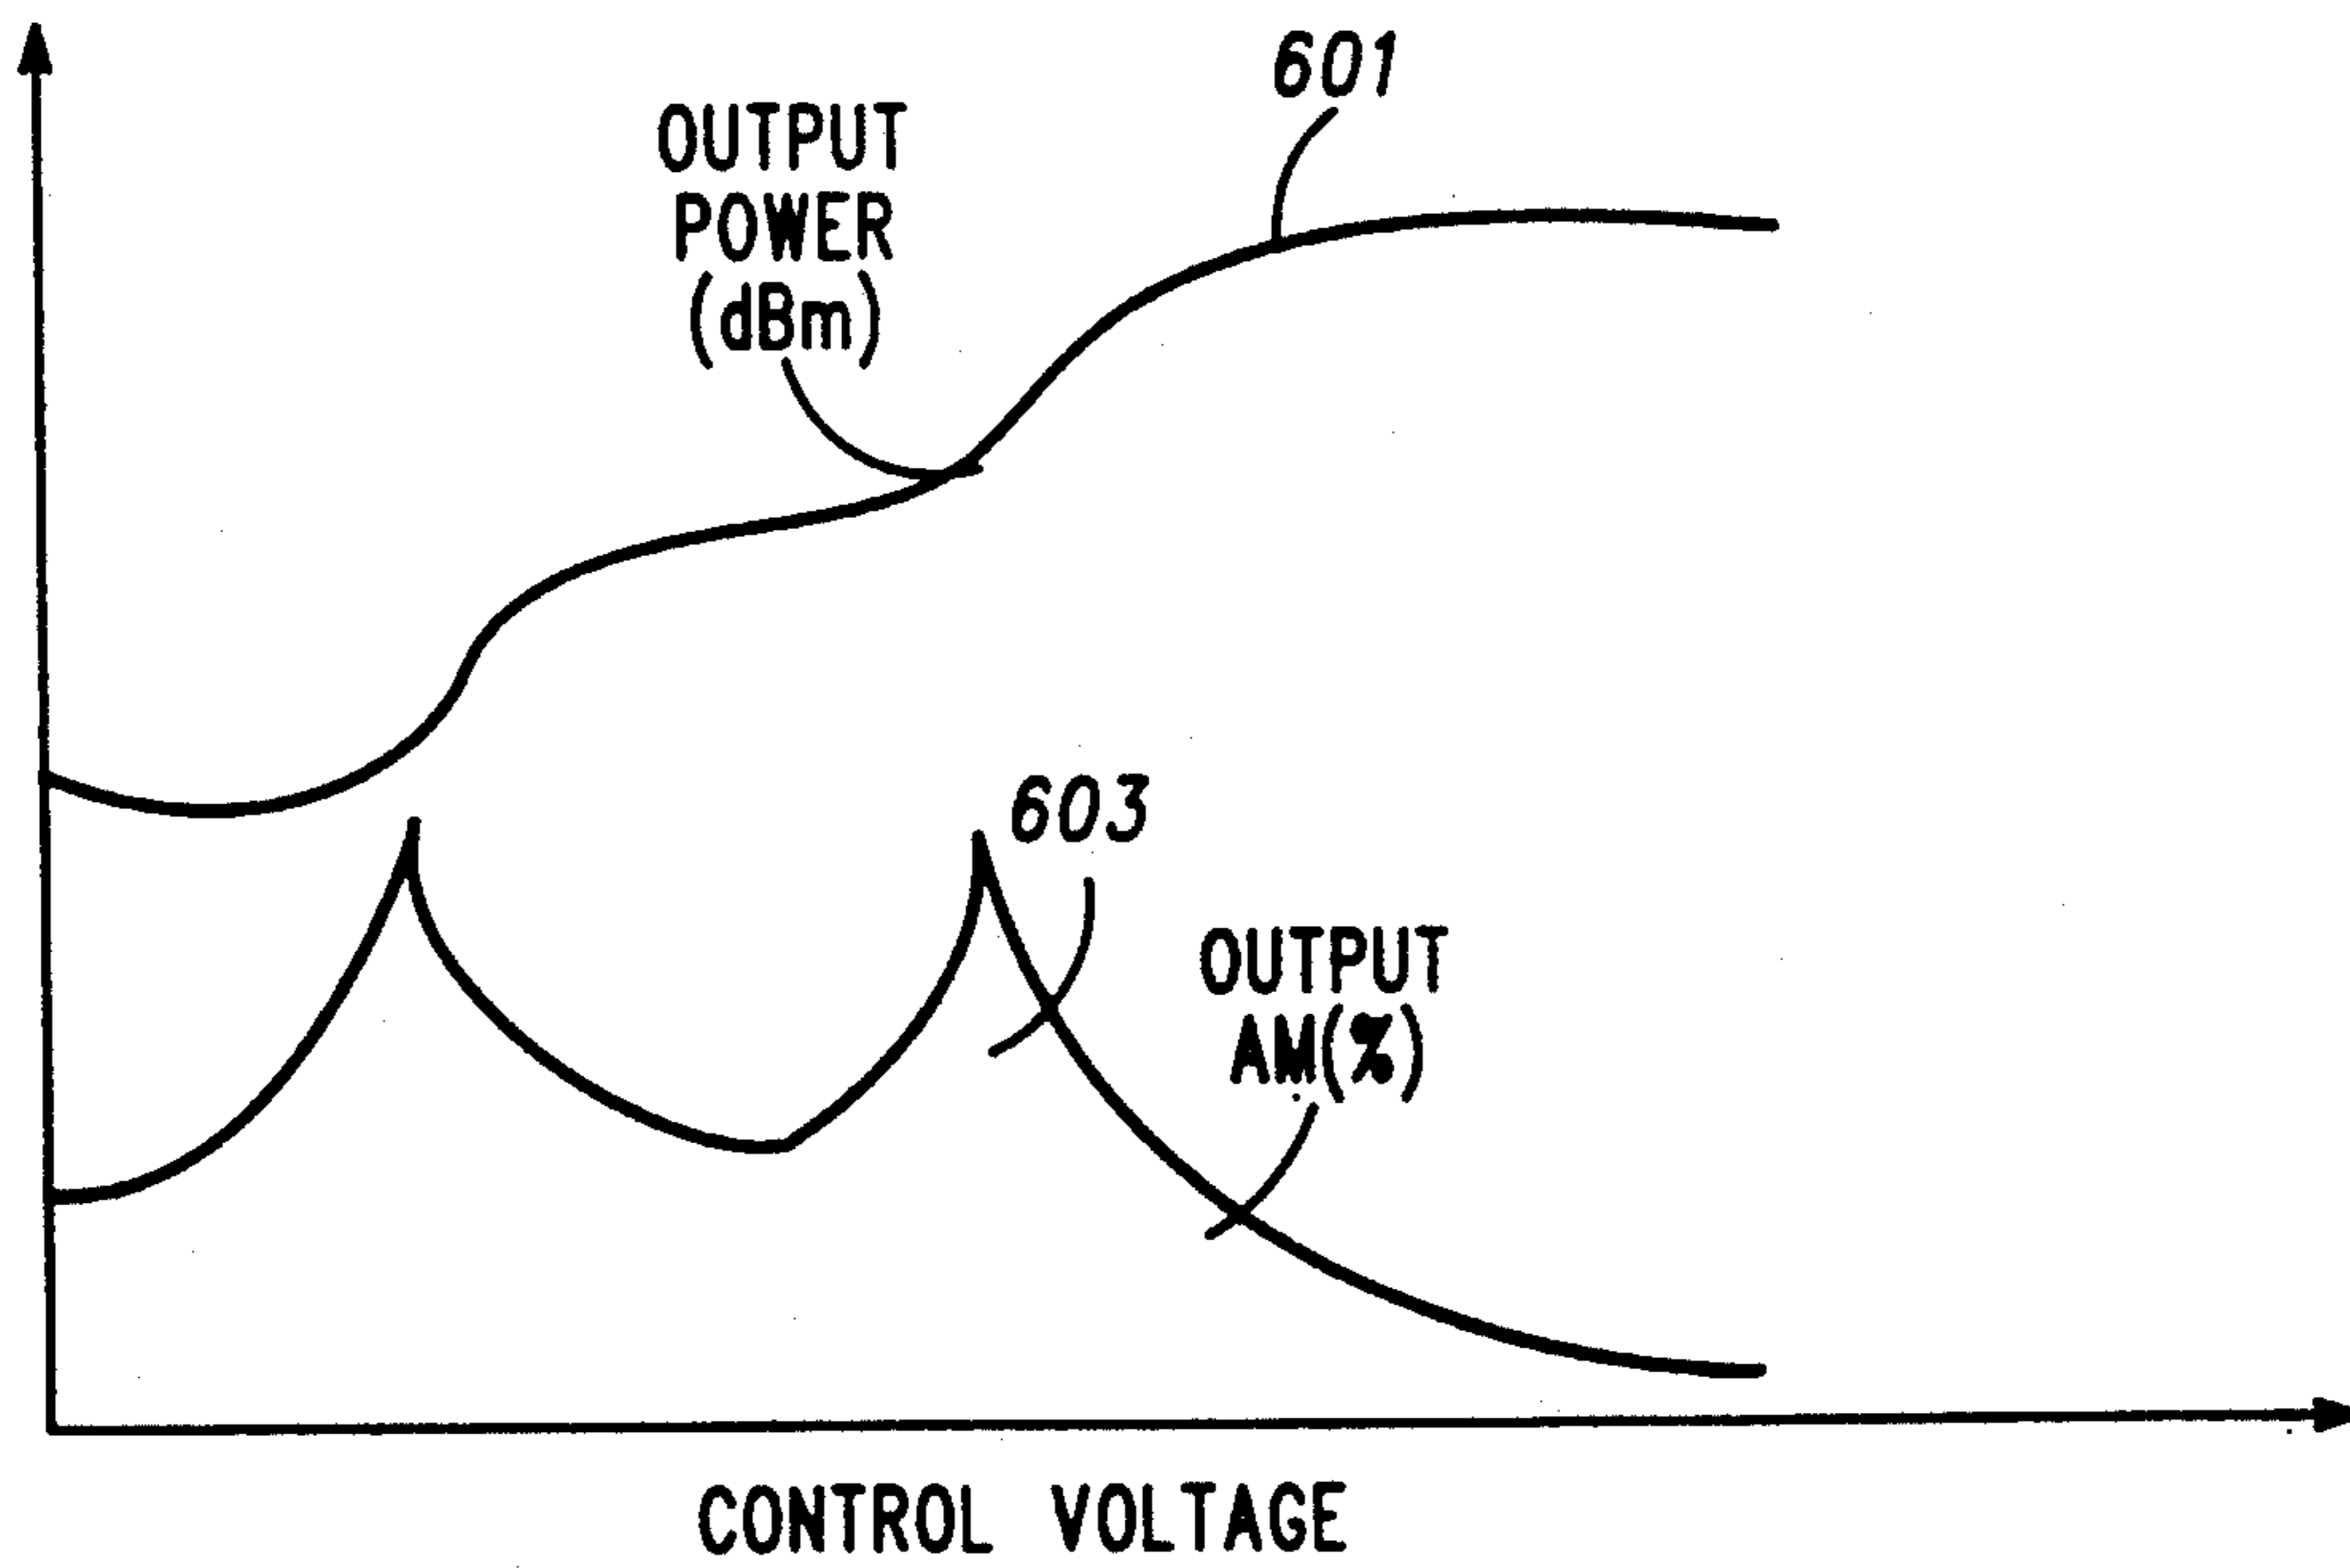 601
OUTPUT
POWER
(dBm)
603
OUTPUT
AM(%)
CONTROL VOLTAGE